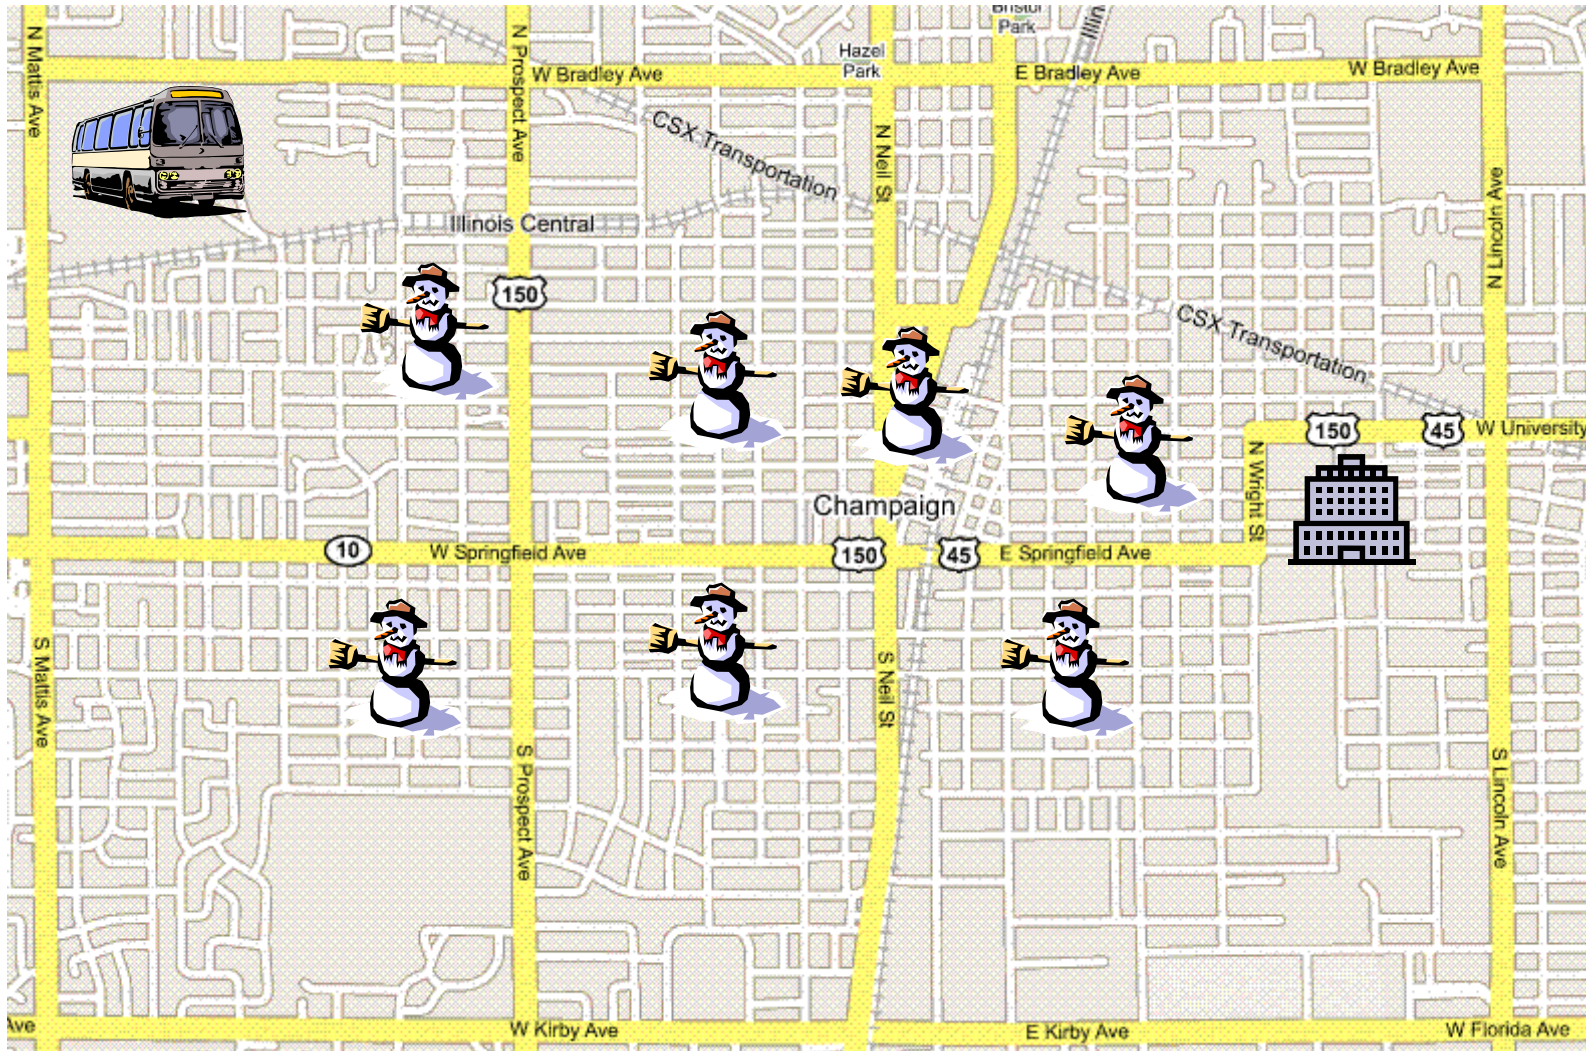 Bristol
Park
Illin
N Mattis Ave
N Prospect Ave
Hazel
Park
W Bradley Ave
E Bradley Ave
W Bradley Ave
CSX Transportation
N Neil St
N Lincoln Ave
Illinois Central
150
CSX Transportation
150
45
W University
N Wright St
Champaign
10
W Springfield Ave
150
45
E Springfield Ave
S Mattis Ave
S Neil St
S Prospect Ave
S Lincoln Ave
Ave
W Kirby Ave
E Kirby Ave
W Florida Ave